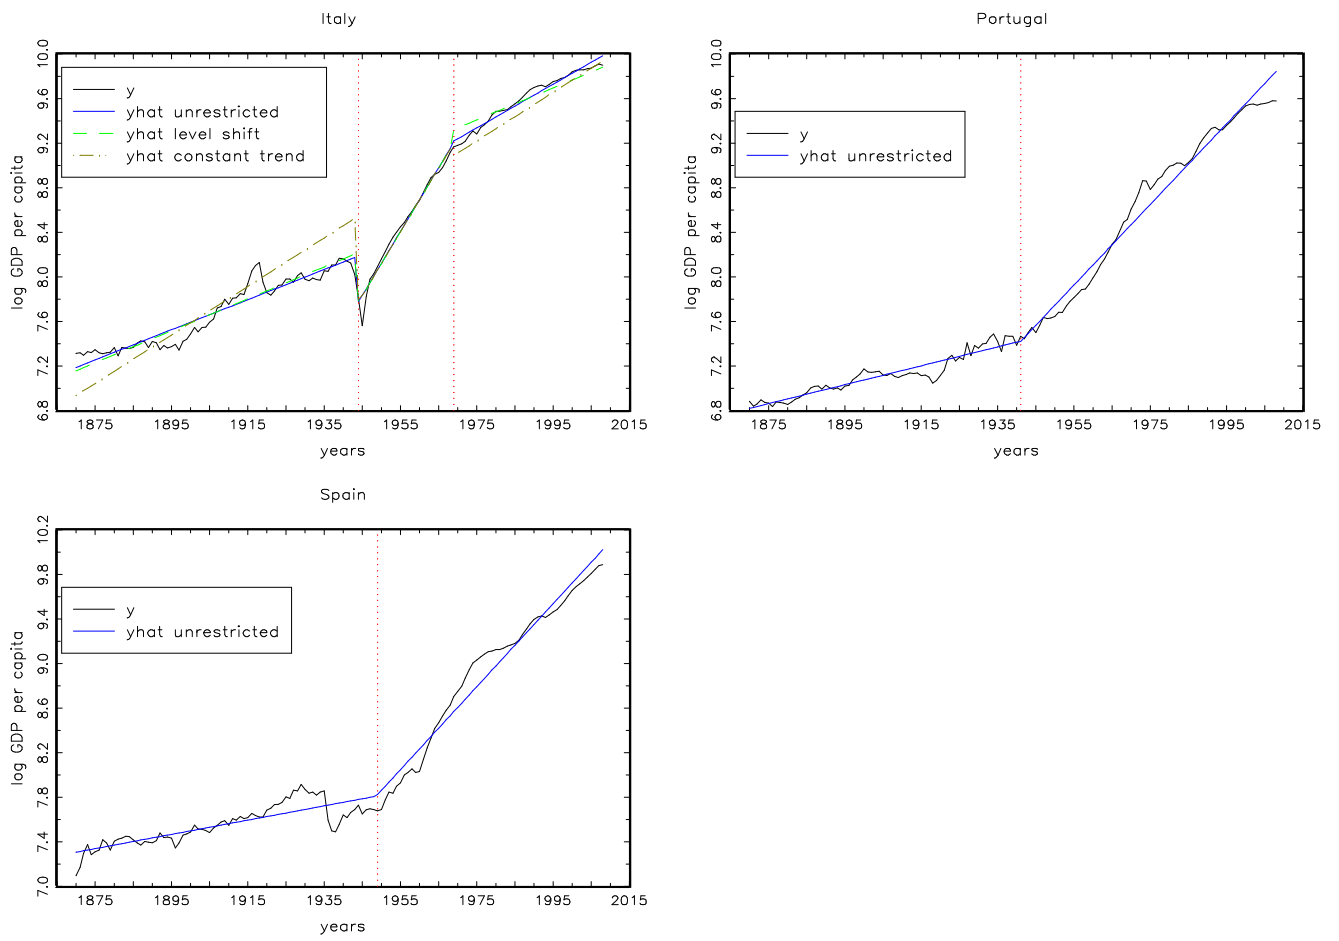 Italy
log GDP per capita
10.0
9.6
9.2
8.8
8.4
8.0
7.6
7.2
6.8
y
yhat unrestricted
yhat level shift
yhat constant trend
1875 1895 1915 1935 1955 1975 1995 2015
years
Portugal
log GDP per capita
10.0
9.6
9.2
8.8
8.4
8.0
7.6
7.2
6.8
y
yhat unrestricted
1875 1895 1915 1935 1955 1975 1995 2015
years
Spain
log GDP per capita
10.2
9.8
9.4
9.0
8.6
8.2
7.8
7.4
7.0
y
yhat unrestricted
1875 1895 1915 1935 1955 1975 1995 2015
years